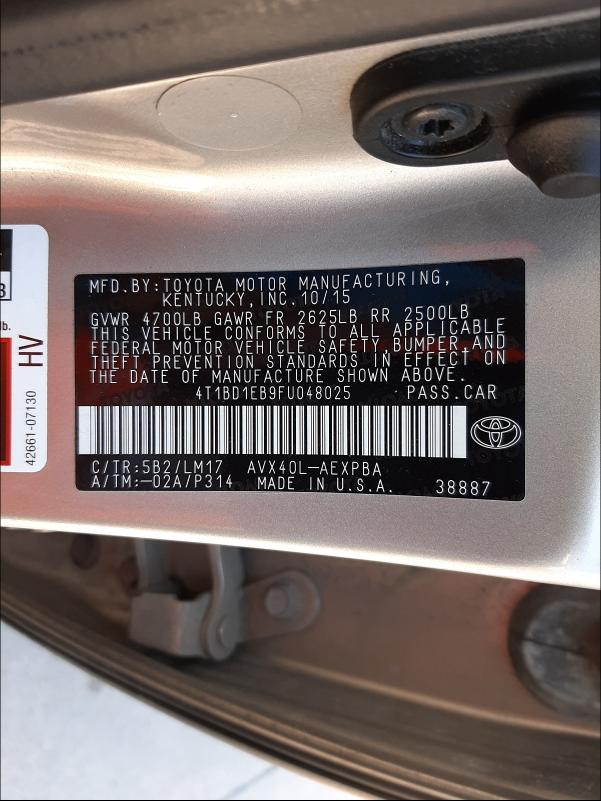 MFD.BY:TOYOTA MOTOR MANUFACTURING,
KENTUCKY,INC.10/15
GVWR 4700LB GAWR FR 2625LB RR 2500LB
THIS VEHICLE CONFORMS TO ALL APPLICABLE
FEDERAL MOTOR VEHICLE SAFETY, BUMPER, AND
THEFT PREVENTION STANDARDS IN EFFECT ON
THE DATE OF MANUFACTURE SHOWN ABOVE.
4T1BD1EB9FU048025 PASS.CAR
C/TR:5B2/LM17 AVX40L-AEXPBA
A/TM:-02A/P314 MADE IN U.S.A. 38887
3
lb.
HV
42661-07130